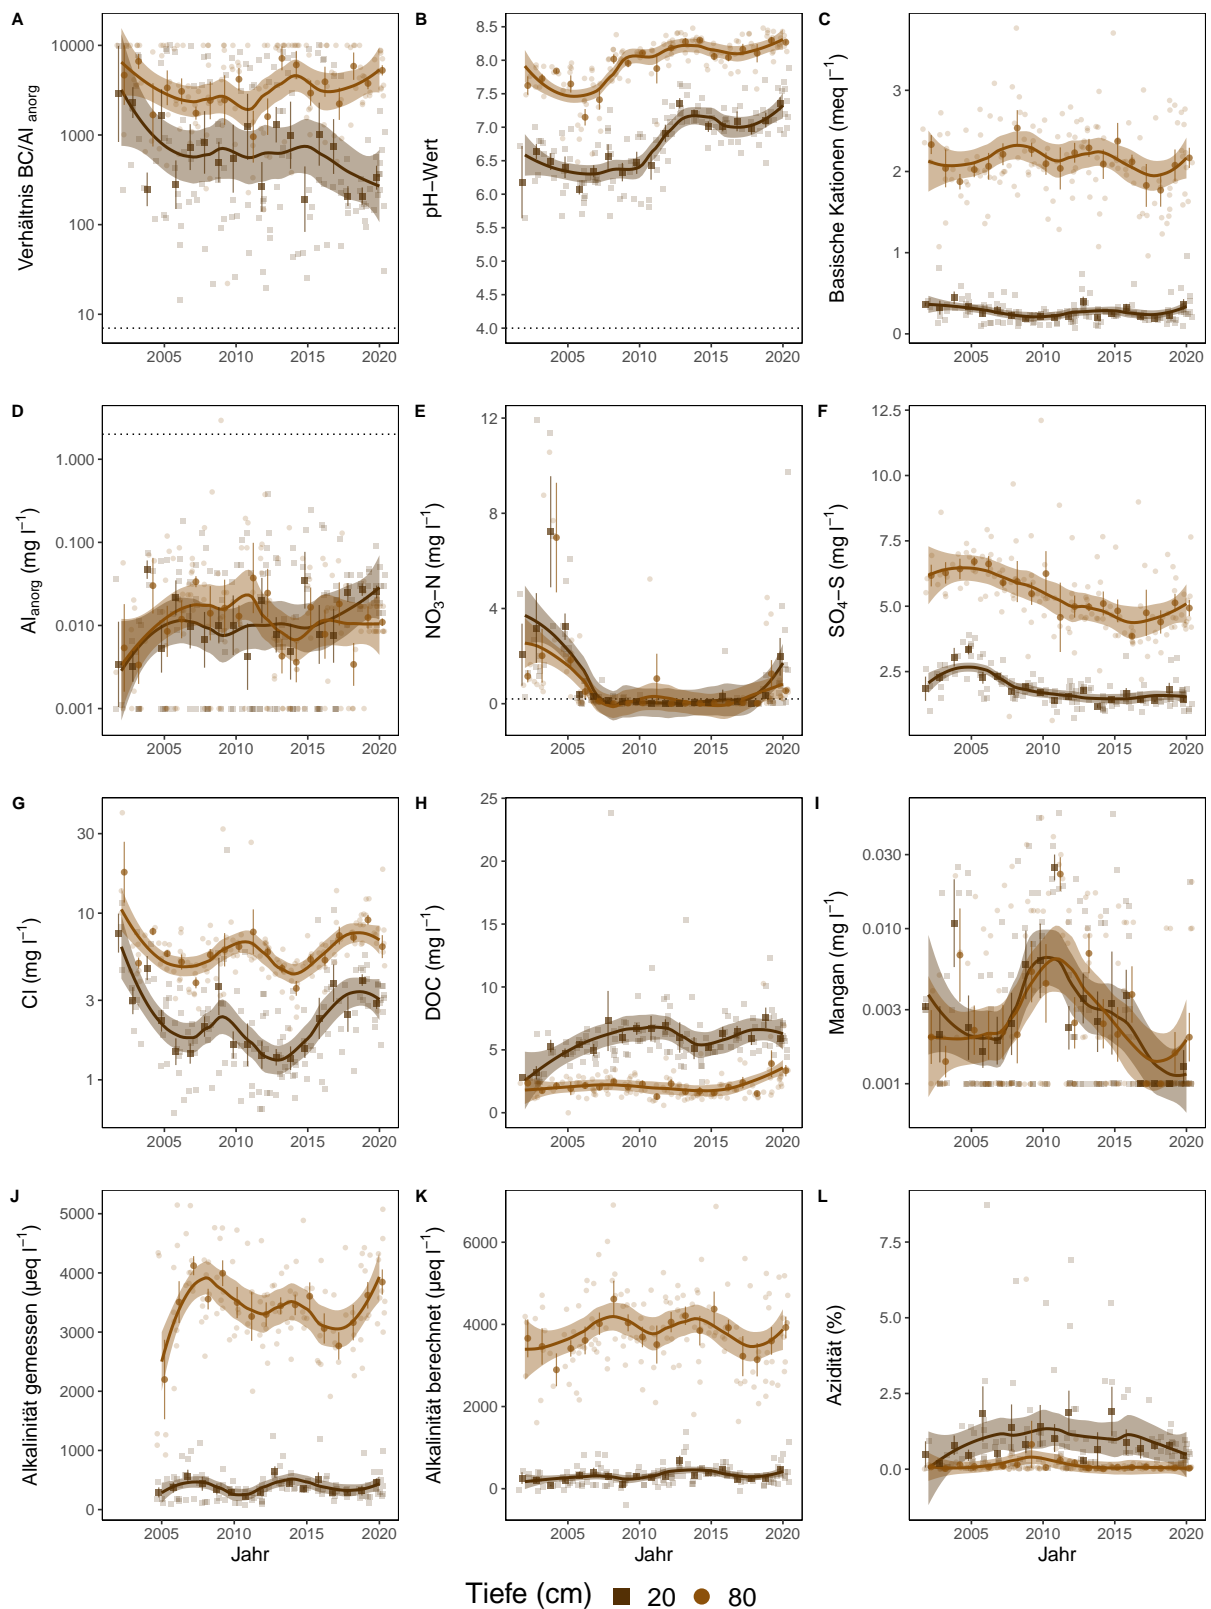 A
Verhältnis BC/Al anorg
10000
1000
100
10
2005 2010 2015 2020
B
pH−Wert
8.5
8.0
7.5
7.0
6.5
6.0
5.5
5.0
4.5
4.0
2005 2010 2015 2020
C
Basische Kationen (meq l⁻¹)
3
2
1
0
2005 2010 2015 2020
D
Al anorg (mg l⁻¹)
1.000
0.100
0.010
0.001
2005 2010 2015 2020
E
NO₃−N (mg l⁻¹)
12
8
4
0
2005 2010 2015 2020
F
SO₄−S (mg l⁻¹)
12.5
10.0
7.5
5.0
2.5
2005 2010 2015 2020
G
Cl (mg l⁻¹)
30
10
3
1
2005 2010 2015 2020
H
DOC (mg l⁻¹)
25
20
15
10
5
0
2005 2010 2015 2020
I
Mangan (mg l⁻¹)
0.030
0.010
0.003
0.001
2005 2010 2015 2020
J
Alkalinität gemessen (µeq l⁻¹)
5000
4000
3000
2000
1000
0
2005 2010 2015 2020
Jahr
K
Alkalinität berechnet (µeq l⁻¹)
6000
4000
2000
0
2005 2010 2015 2020
L
Azidität (%)
7.5
5.0
2.5
0.0
2005 2010 2015 2020
Jahr
Tiefe (cm) 20 80